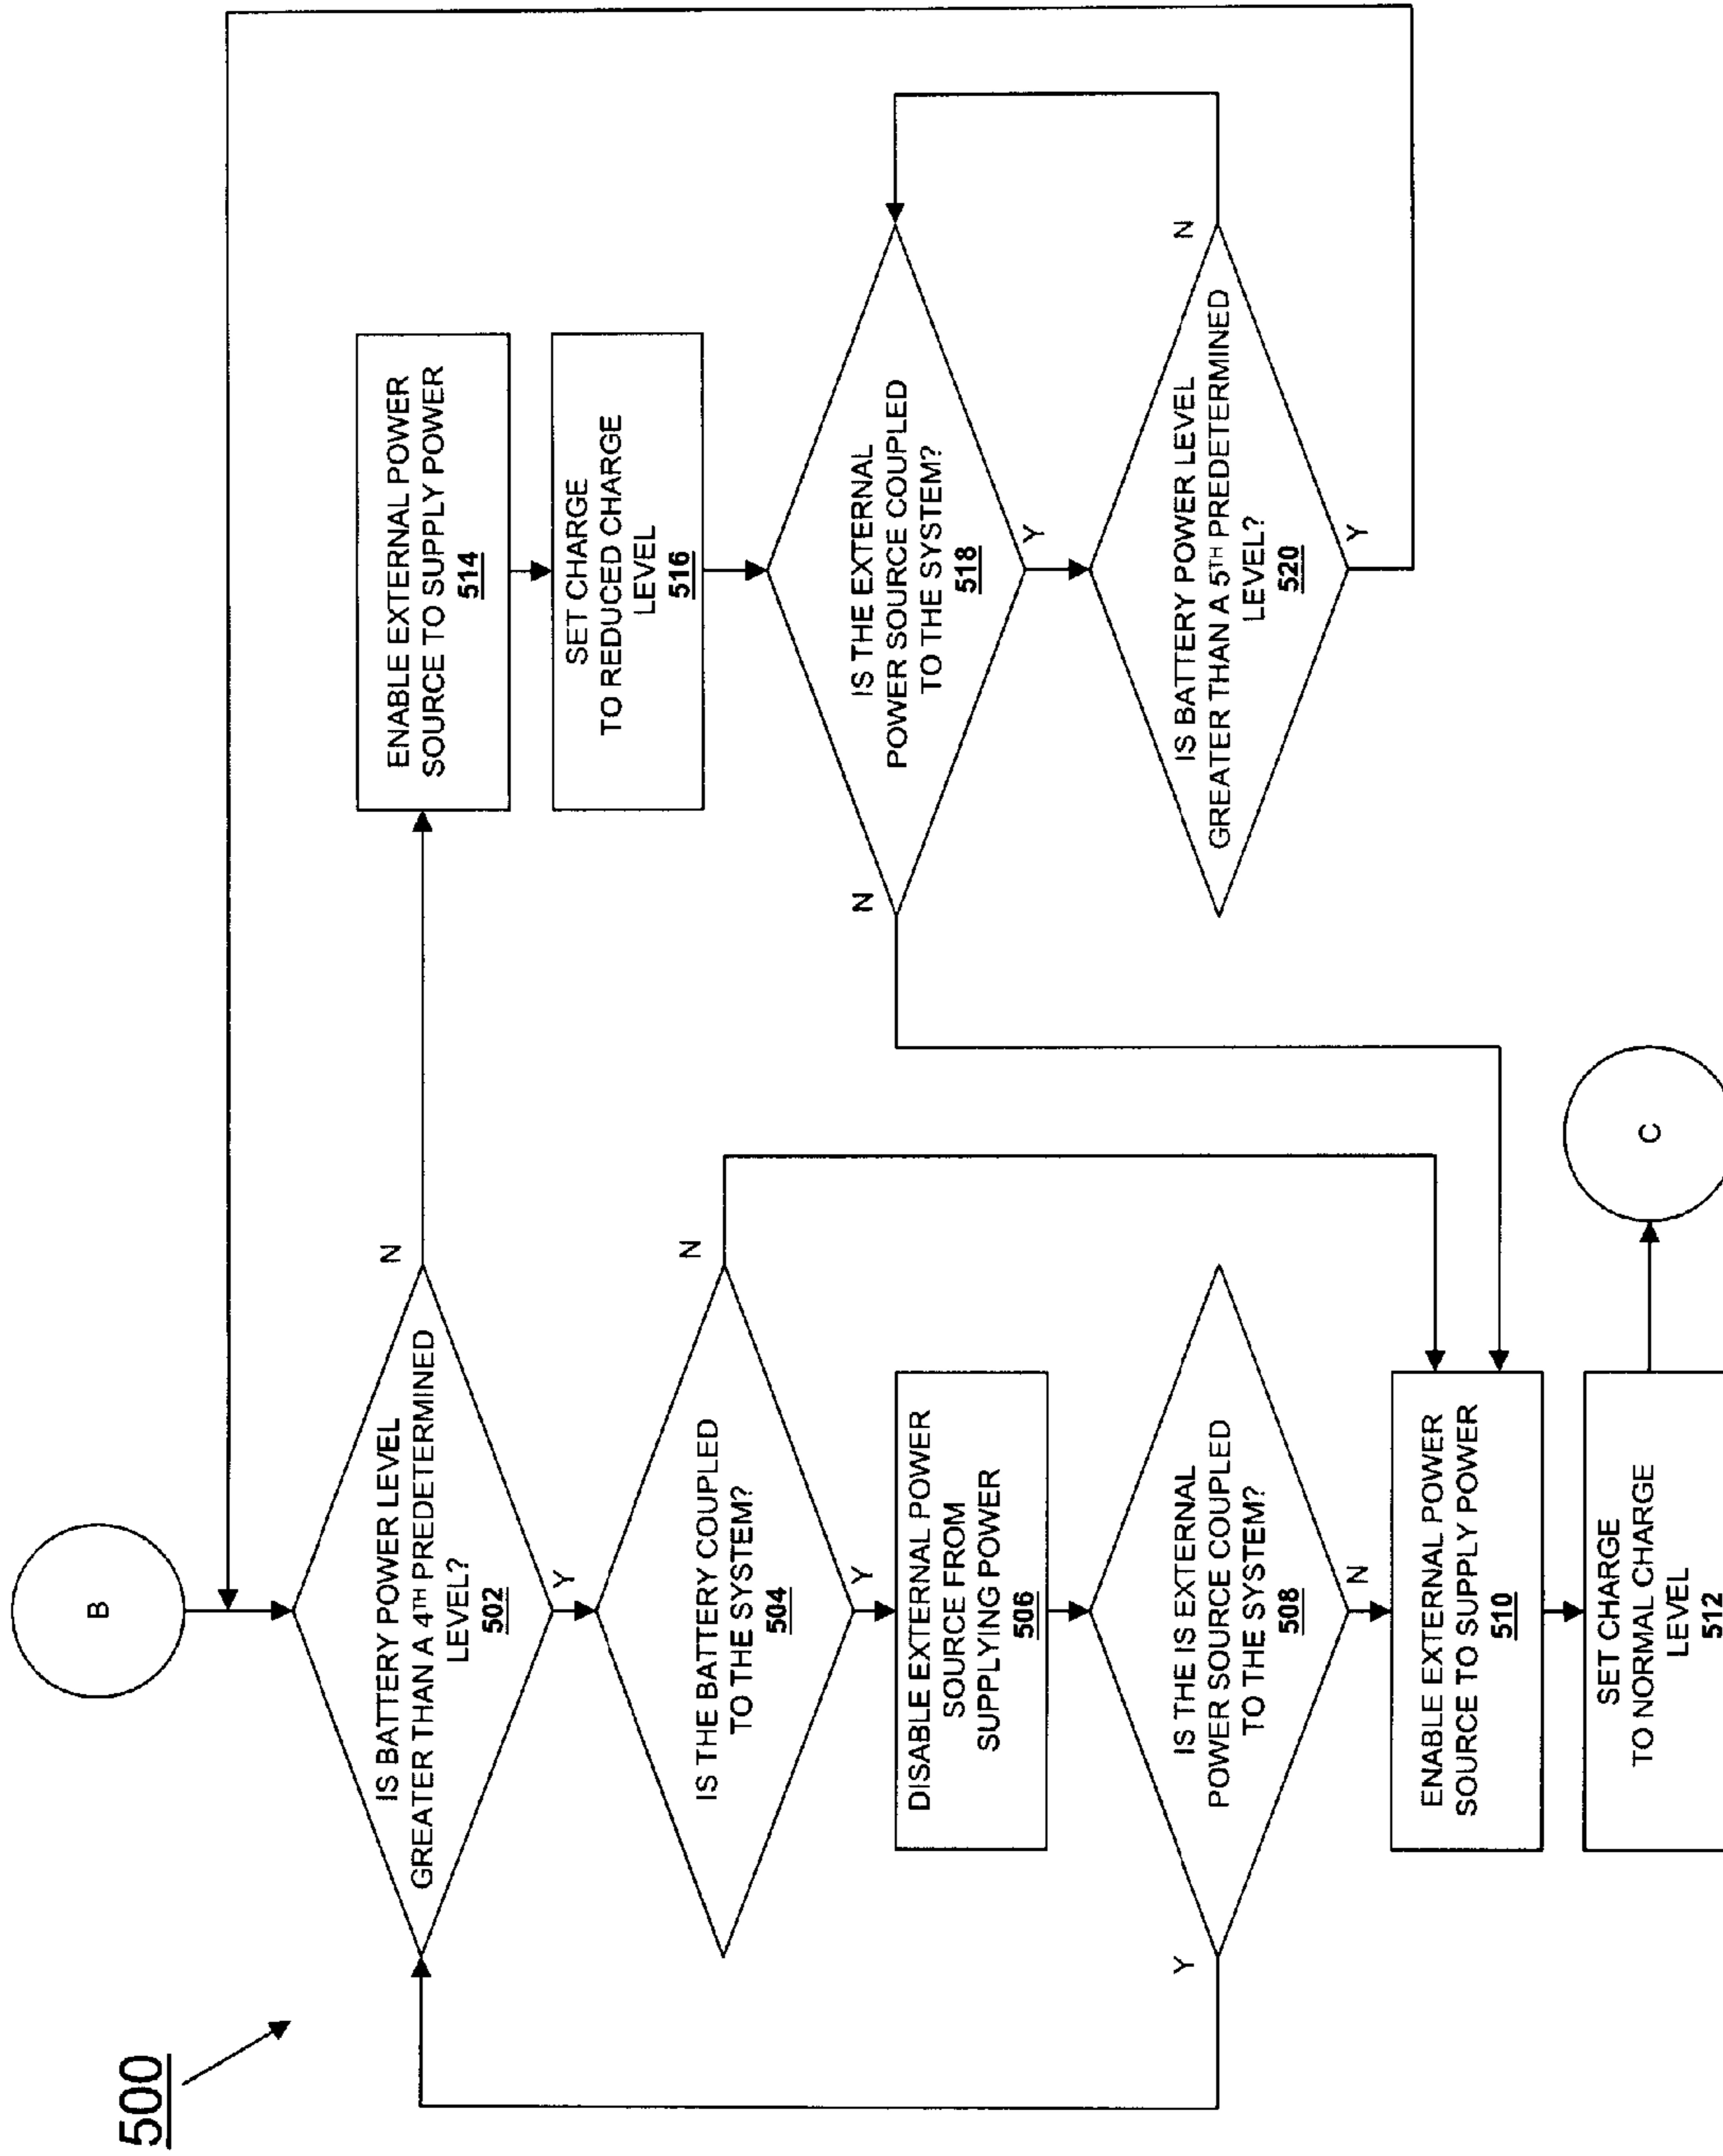 500
B
IS BATTERY POWER LEVEL
GREATER THAN A 4TH PREDETERMINED
LEVEL?
502
N
Y
IS THE BATTERY COUPLED
TO THE SYSTEM?
504
N
Y
DISABLE EXTERNAL POWER
SOURCE FROM
SUPPLYING POWER
506
IS THE IS EXTERNAL
POWER SOURCE COUPLED
TO THE SYSTEM?
508
Y
N
ENABLE EXTERNAL POWER
SOURCE TO SUPPLY POWER
510
SET CHARGE
TO NORMAL CHARGE
LEVEL
512
C
ENABLE EXTERNAL POWER
SOURCE TO SUPPLY POWER
514
SET CHARGE
TO REDUCED CHARGE
LEVEL
516
IS THE EXTERNAL
POWER SOURCE COUPLED
TO THE SYSTEM?
518
N
Y
IS BATTERY POWER LEVEL
GREATER THAN A 5TH PREDETERMINED
LEVEL?
520
N
Y